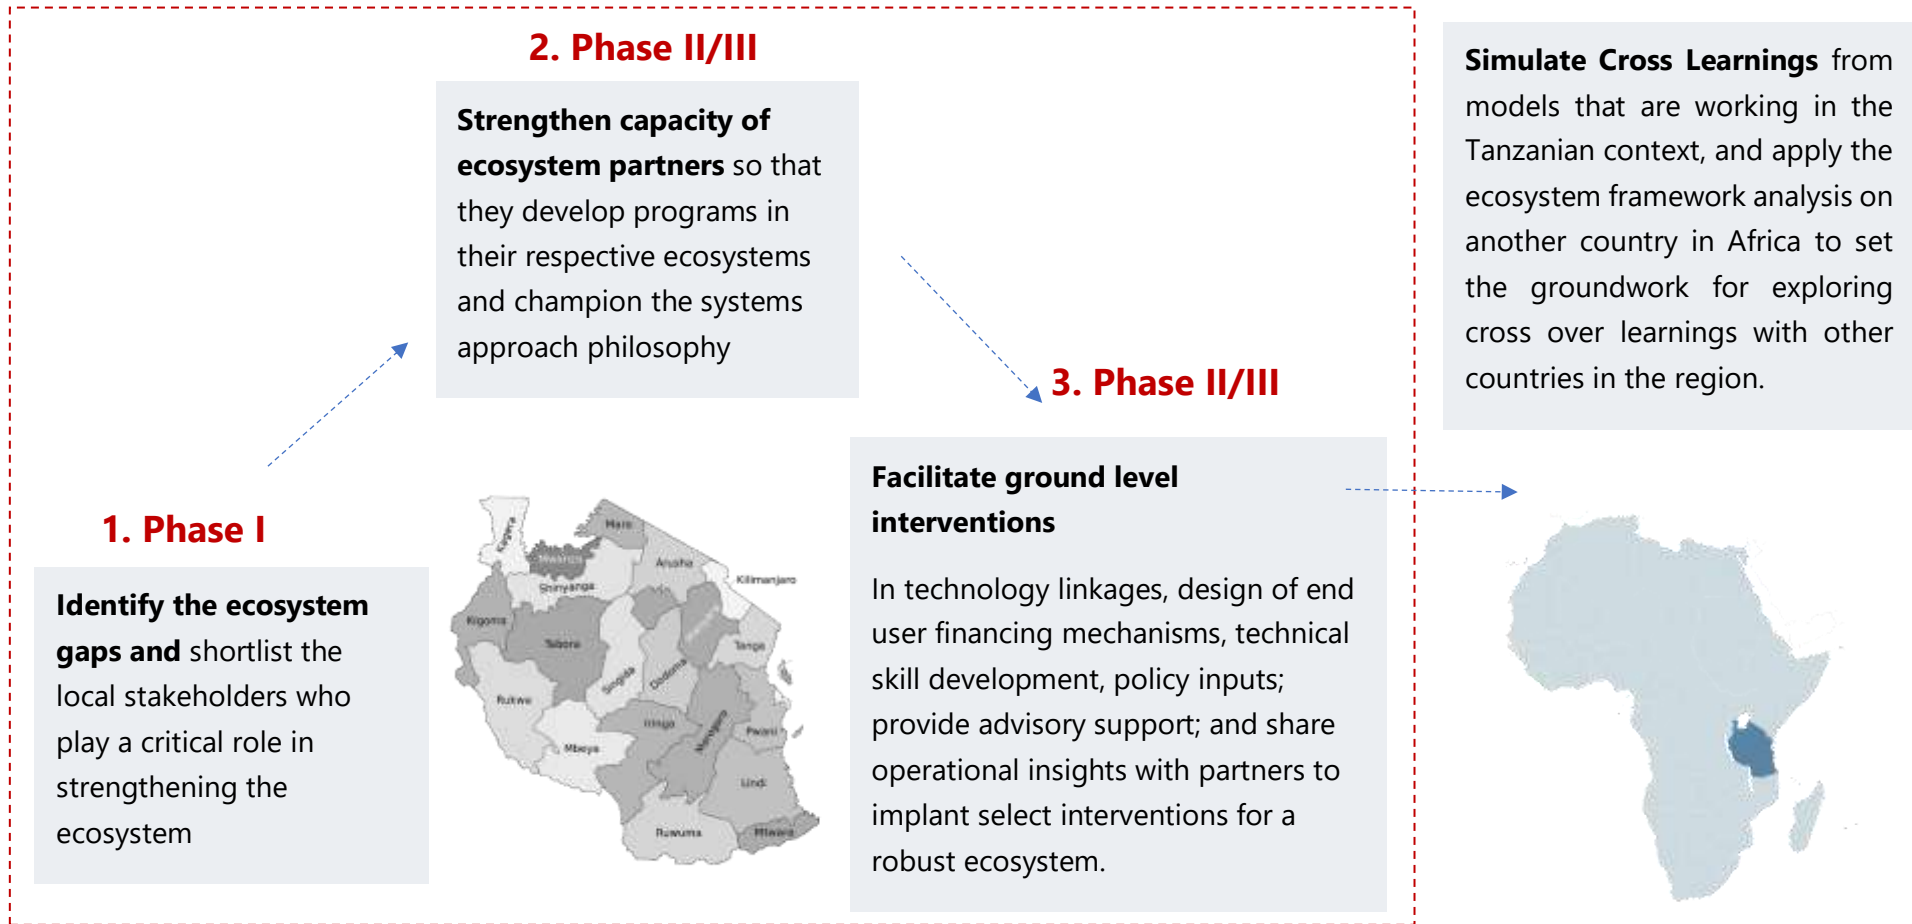 2. Phase II/III
Strengthen capacity of
ecosystem partners so that
they develop programs in
their respective ecosystems
and champion the systems
approach philosophy
1. Phase I
Identify the ecosystem
gaps and shortlist the
local stakeholders who
play a critical role in
strengthening the
ecosystem
Kagera
Mara
Arusha
Shinyanga
Kilimanjaro
Kigoma
Tabora
Tanga
Singida
Dodoma
Rukwa
Iringa
Morogoro
Pwani
Mbeya
Lindi
Ruvuma
Mtwara
3. Phase II/III
Facilitate ground level
interventions
In technology linkages, design of end
user financing mechanisms, technical
skill development, policy inputs;
provide advisory support; and share
operational insights with partners to
implant select interventions for a
robust ecosystem.
Simulate Cross Learnings from
models that are working in the
Tanzanian context, and apply the
ecosystem framework analysis on
another country in Africa to set
the groundwork for exploring
cross over learnings with other
countries in the region.